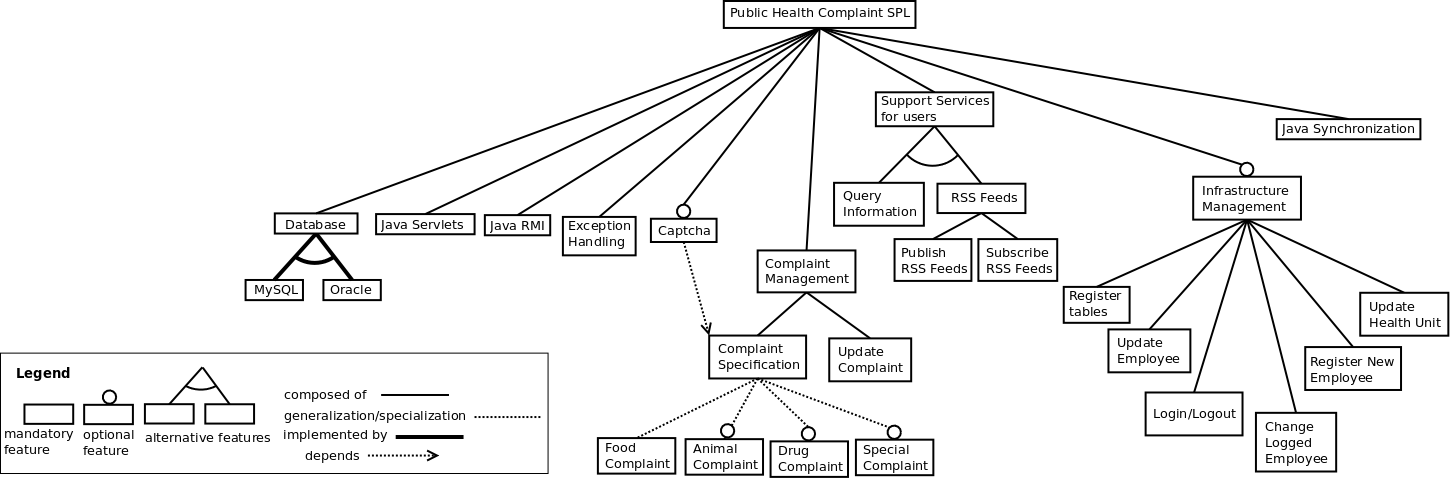 Public Health Complaint SPL
Support Services
for users
Java Synchronization
Query
Information
RSS Feeds
Infrastructure
Management
Database
Java Servlets
Java RMI
Exception
Handling
Captcha
Publish
RSS Feeds
Subscribe
RSS Feeds
Complaint
Management
MySQL
Oracle
Register
tables
Update
Health Unit
Update
Employee
Complaint
Specification
Update
Complaint
Register New
Employee
Login/Logout
Change
Logged
Employee
Food
Complaint
Animal
Complaint
Drug
Complaint
Special
Complaint
Legend
mandatory
feature
optional
feature
alternative features
composed of
generalization/specialization
implemented by
depends